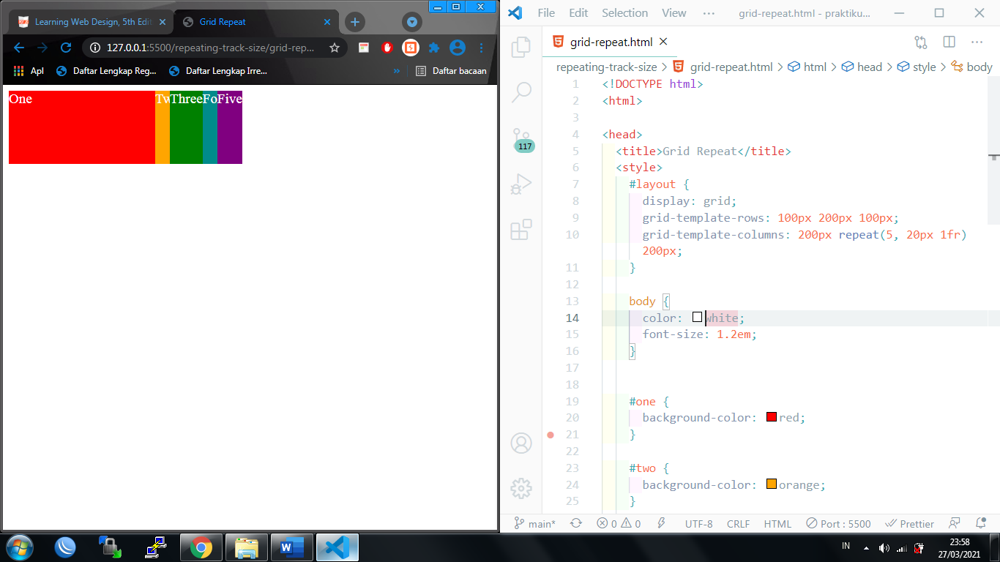 Learning Web Design, 5th Edit
Grid Repeat
127.0.0.1:5500/repeating-track-size/grid-rep...
Apl
Daftar Lengkap Reg...
Daftar Lengkap Irre...
»
Daftar bacaan
One
Tw
Three
Fo
Five
File Edit Selection View ··· grid-repeat.html - praktiku...
grid-repeat.html
repeating-track-size > grid-repeat.html > html > head > style > body
1 <!DOCTYPE html>
2 <html>
3
4 <head>
5 <title>Grid Repeat</title>
6 <style>
7 #layout {
8 display: grid;
9 grid-template-rows: 100px 200px 100px;
10 grid-template-columns: 200px repeat(5, 20px 1fr)
200px;
11 }
12
13 body {
14 color: white;
15 font-size: 1.2em;
16 }
17
18
19 #one {
20 background-color: red;
21 }
22
23 #two {
24 background-color: orange;
25 }
117
main* 0 0 UTF-8 CRLF HTML Port : 5500 Prettier
IN
23:58
27/03/2021